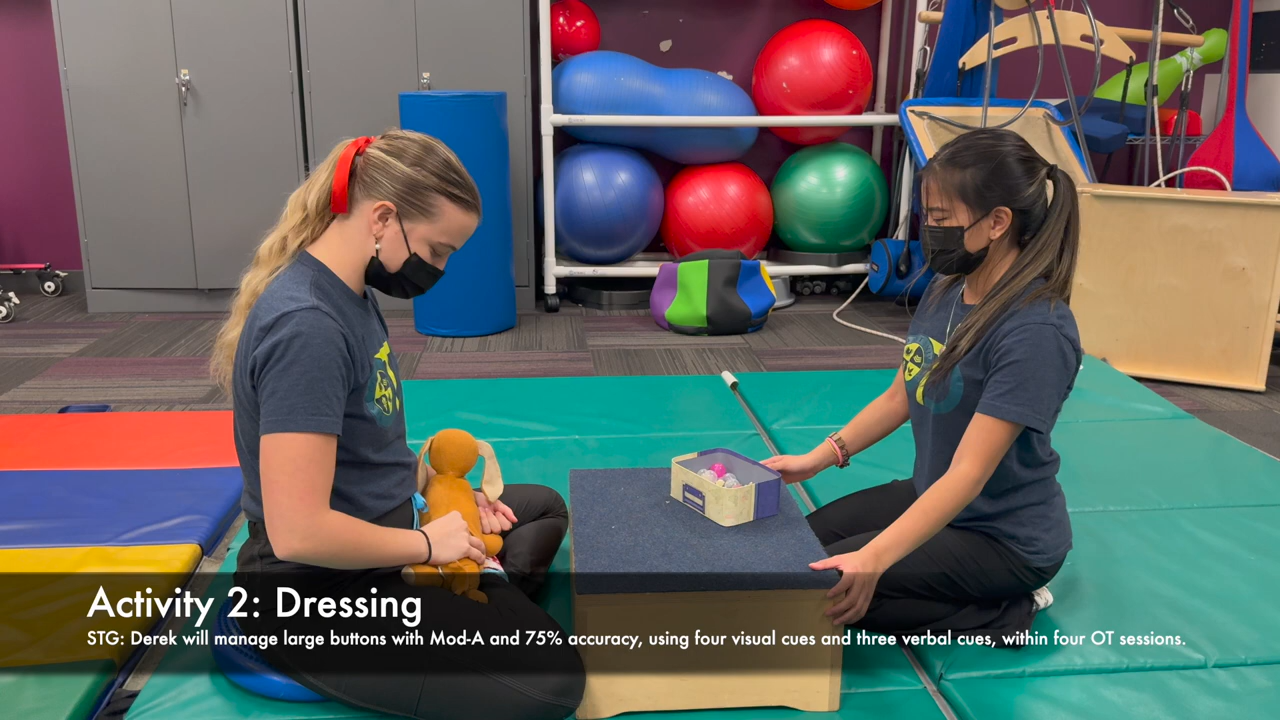 Activity 2: Dressing
STG: Derek will manage large buttons with Mod-A and 75% accuracy, using four visual cues and three verbal cues, within four OT sessions.